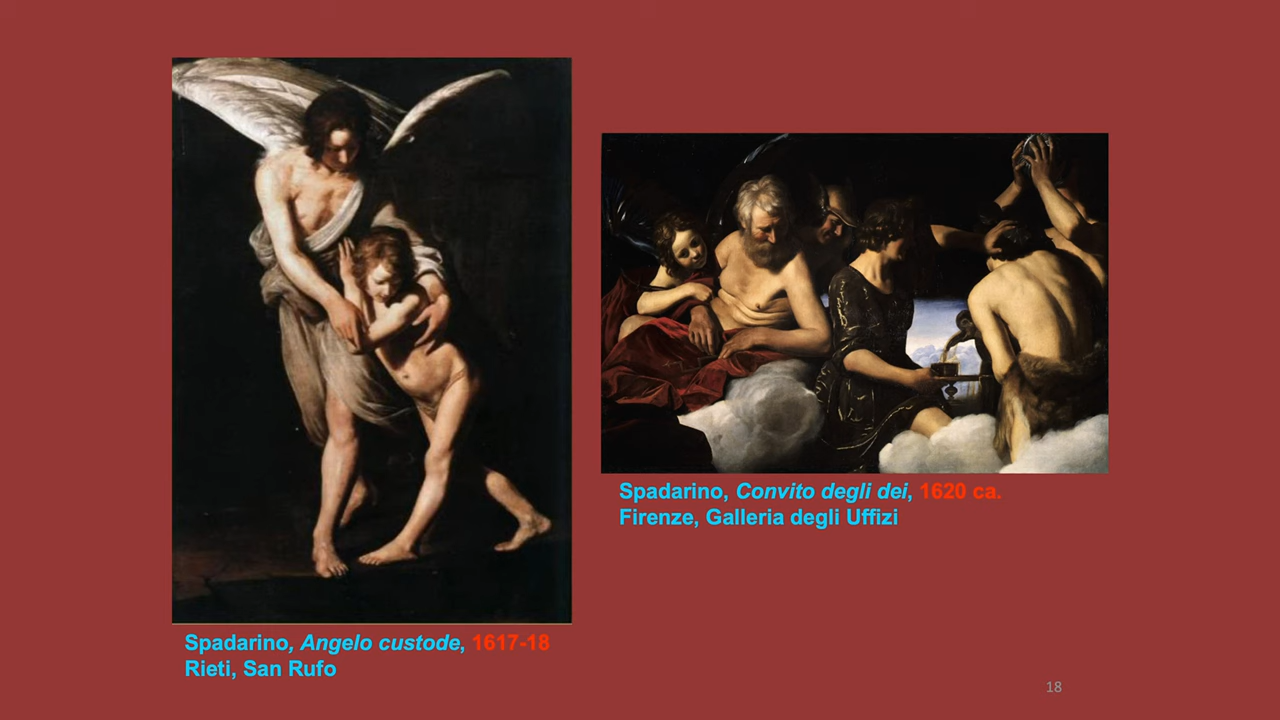 Spadarino, Convito degli dei, 1620 ca.
Firenze, Galleria degli Uffizi
Spadarino, Angelo custode, 1617-18
Rieti, San Rufo
18